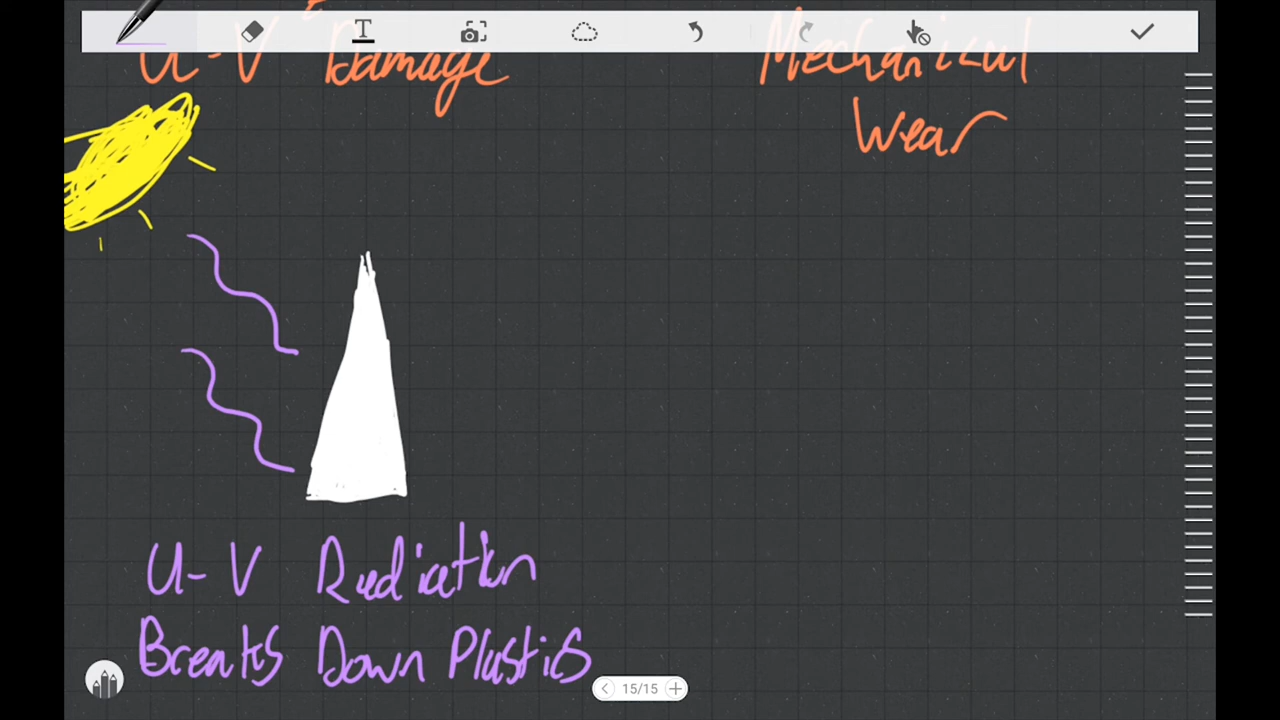 U-V Damage
Mechanical
Wear
U-V Radiation
Breaks Down Plastics
T
15/15